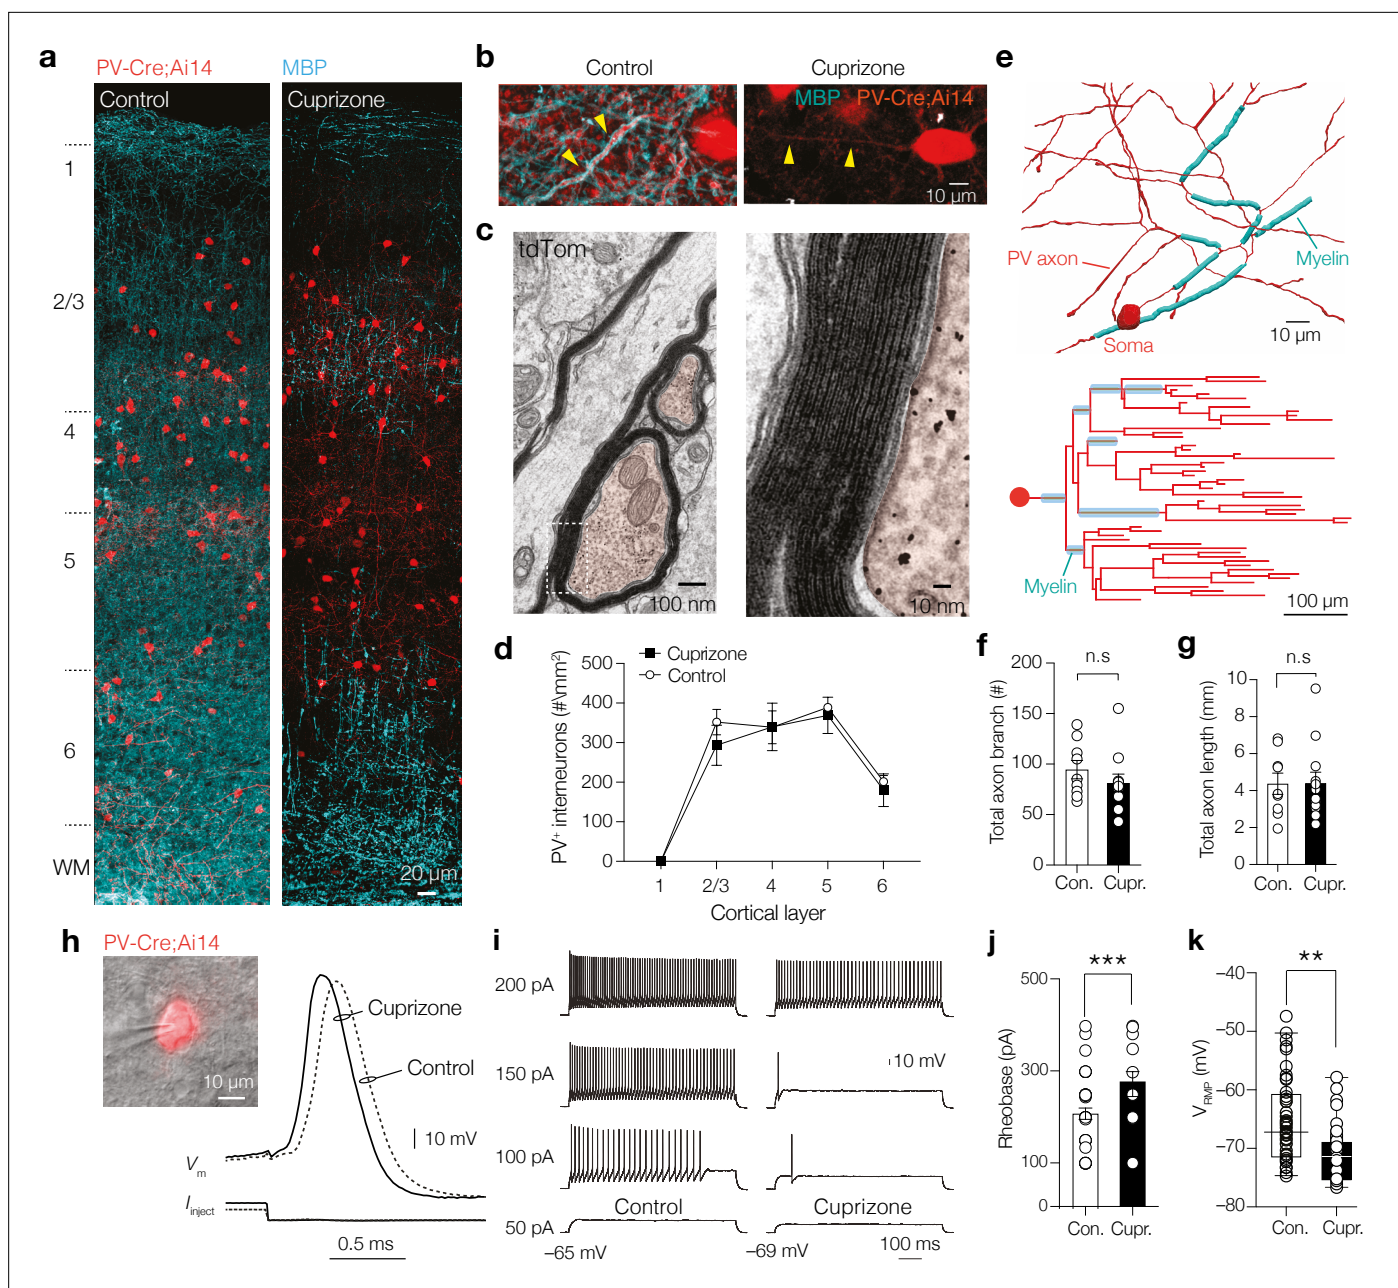 a
PV-Cre;Ai14
MBP
Control
Cuprizone
1
2/3
4
5
6
WM
20 µm
b
Control
Cuprizone
MBP PV-Cre;Ai14
10 µm
c
tdTom
100 nm
10 nm
d
PV+ interneurons (#\mm2)
500
400
300
200
100
0
Cuprizone
Control
1
2/3
4
5
6
Cortical layer
e
PV axon
Myelin
Soma
10 µm
Myelin
100 µm
f
n.s
Total axon branch (#)
200
150
100
50
0
Con. Cupr.
g
n.s
Total axon length (mm)
10
8
6
4
2
0
Con. Cupr.
h
PV-Cre;Ai14
10 µm
Cuprizone
Control
10 mV
Vm
Iinject
0.5 ms
i
200 pA
150 pA
10 mV
100 pA
Control
Cuprizone
50 pA
−65 mV
−69 mV
100 ms
j
***
Rheobase (pA)
500
300
100
0
Con. Cupr.
k
**
VRMP (mV)
−40
−50
−60
−70
−80
Con. Cupr.